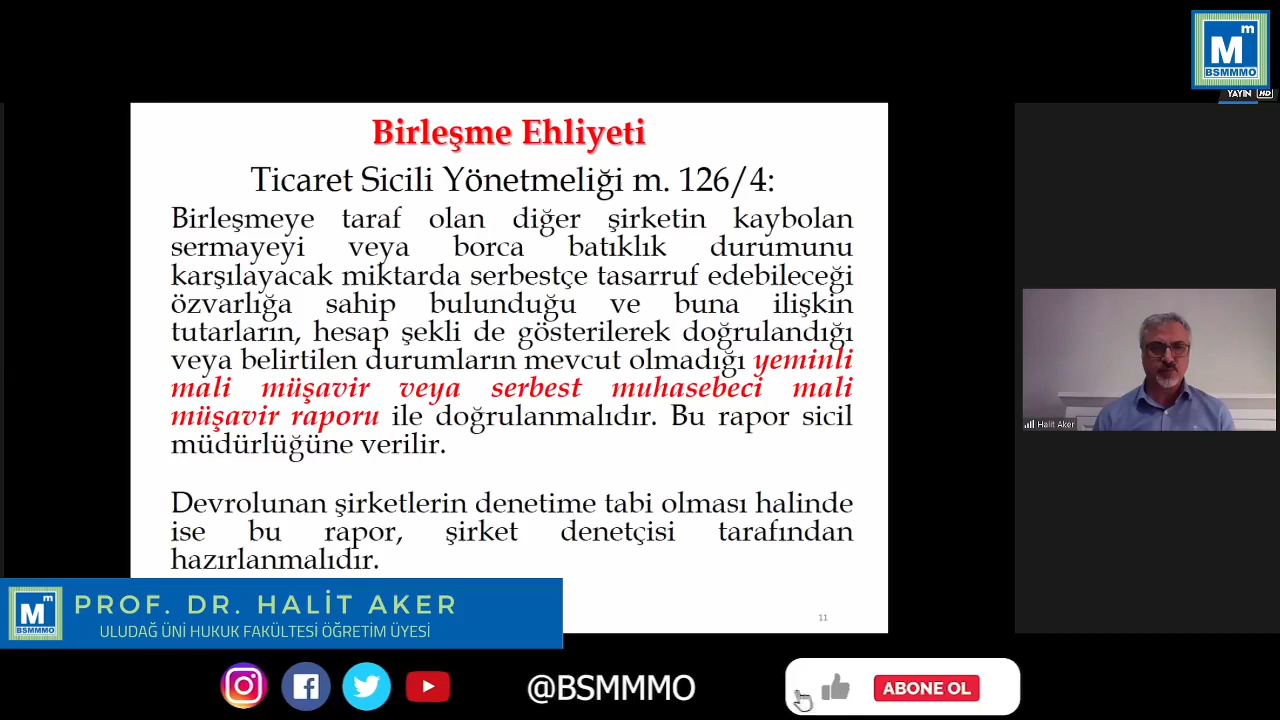 m
M
BSMMMO
YAYIN HD
Birleşme Ehliyeti
Ticaret Sicili Yönetmeliği m. 126/4:
Birleşmeye taraf olan diğer şirketin kaybolan
sermayeyi veya borca batıklık durumunu
karşılayacak miktarda serbestçe tasarruf edebileceği
özvarlığa sahip bulunduğu ve buna ilişkin
tutarların, hesap şekli de gösterilerek doğrulandığı
veya belirtilen durumların mevcut olmadığı yeminli
mali müşavir veya serbest muhasebeci mali
müşavir raporu ile doğrulanmalıdır. Bu rapor sicil
müdürlüğüne verilir.
Devrolunan şirketlerin denetime tabi olması halinde
ise bu rapor, şirket denetçisi tarafından
hazırlanmalıdır.
11
Halit Aker
m
M
BSMMMO
PROF. DR. HALİT AKER
ULUDAĞ ÜNİ HUKUK FAKÜLTESİ ÖĞRETİM ÜYESİ
@BSMMMO
ABONE OL